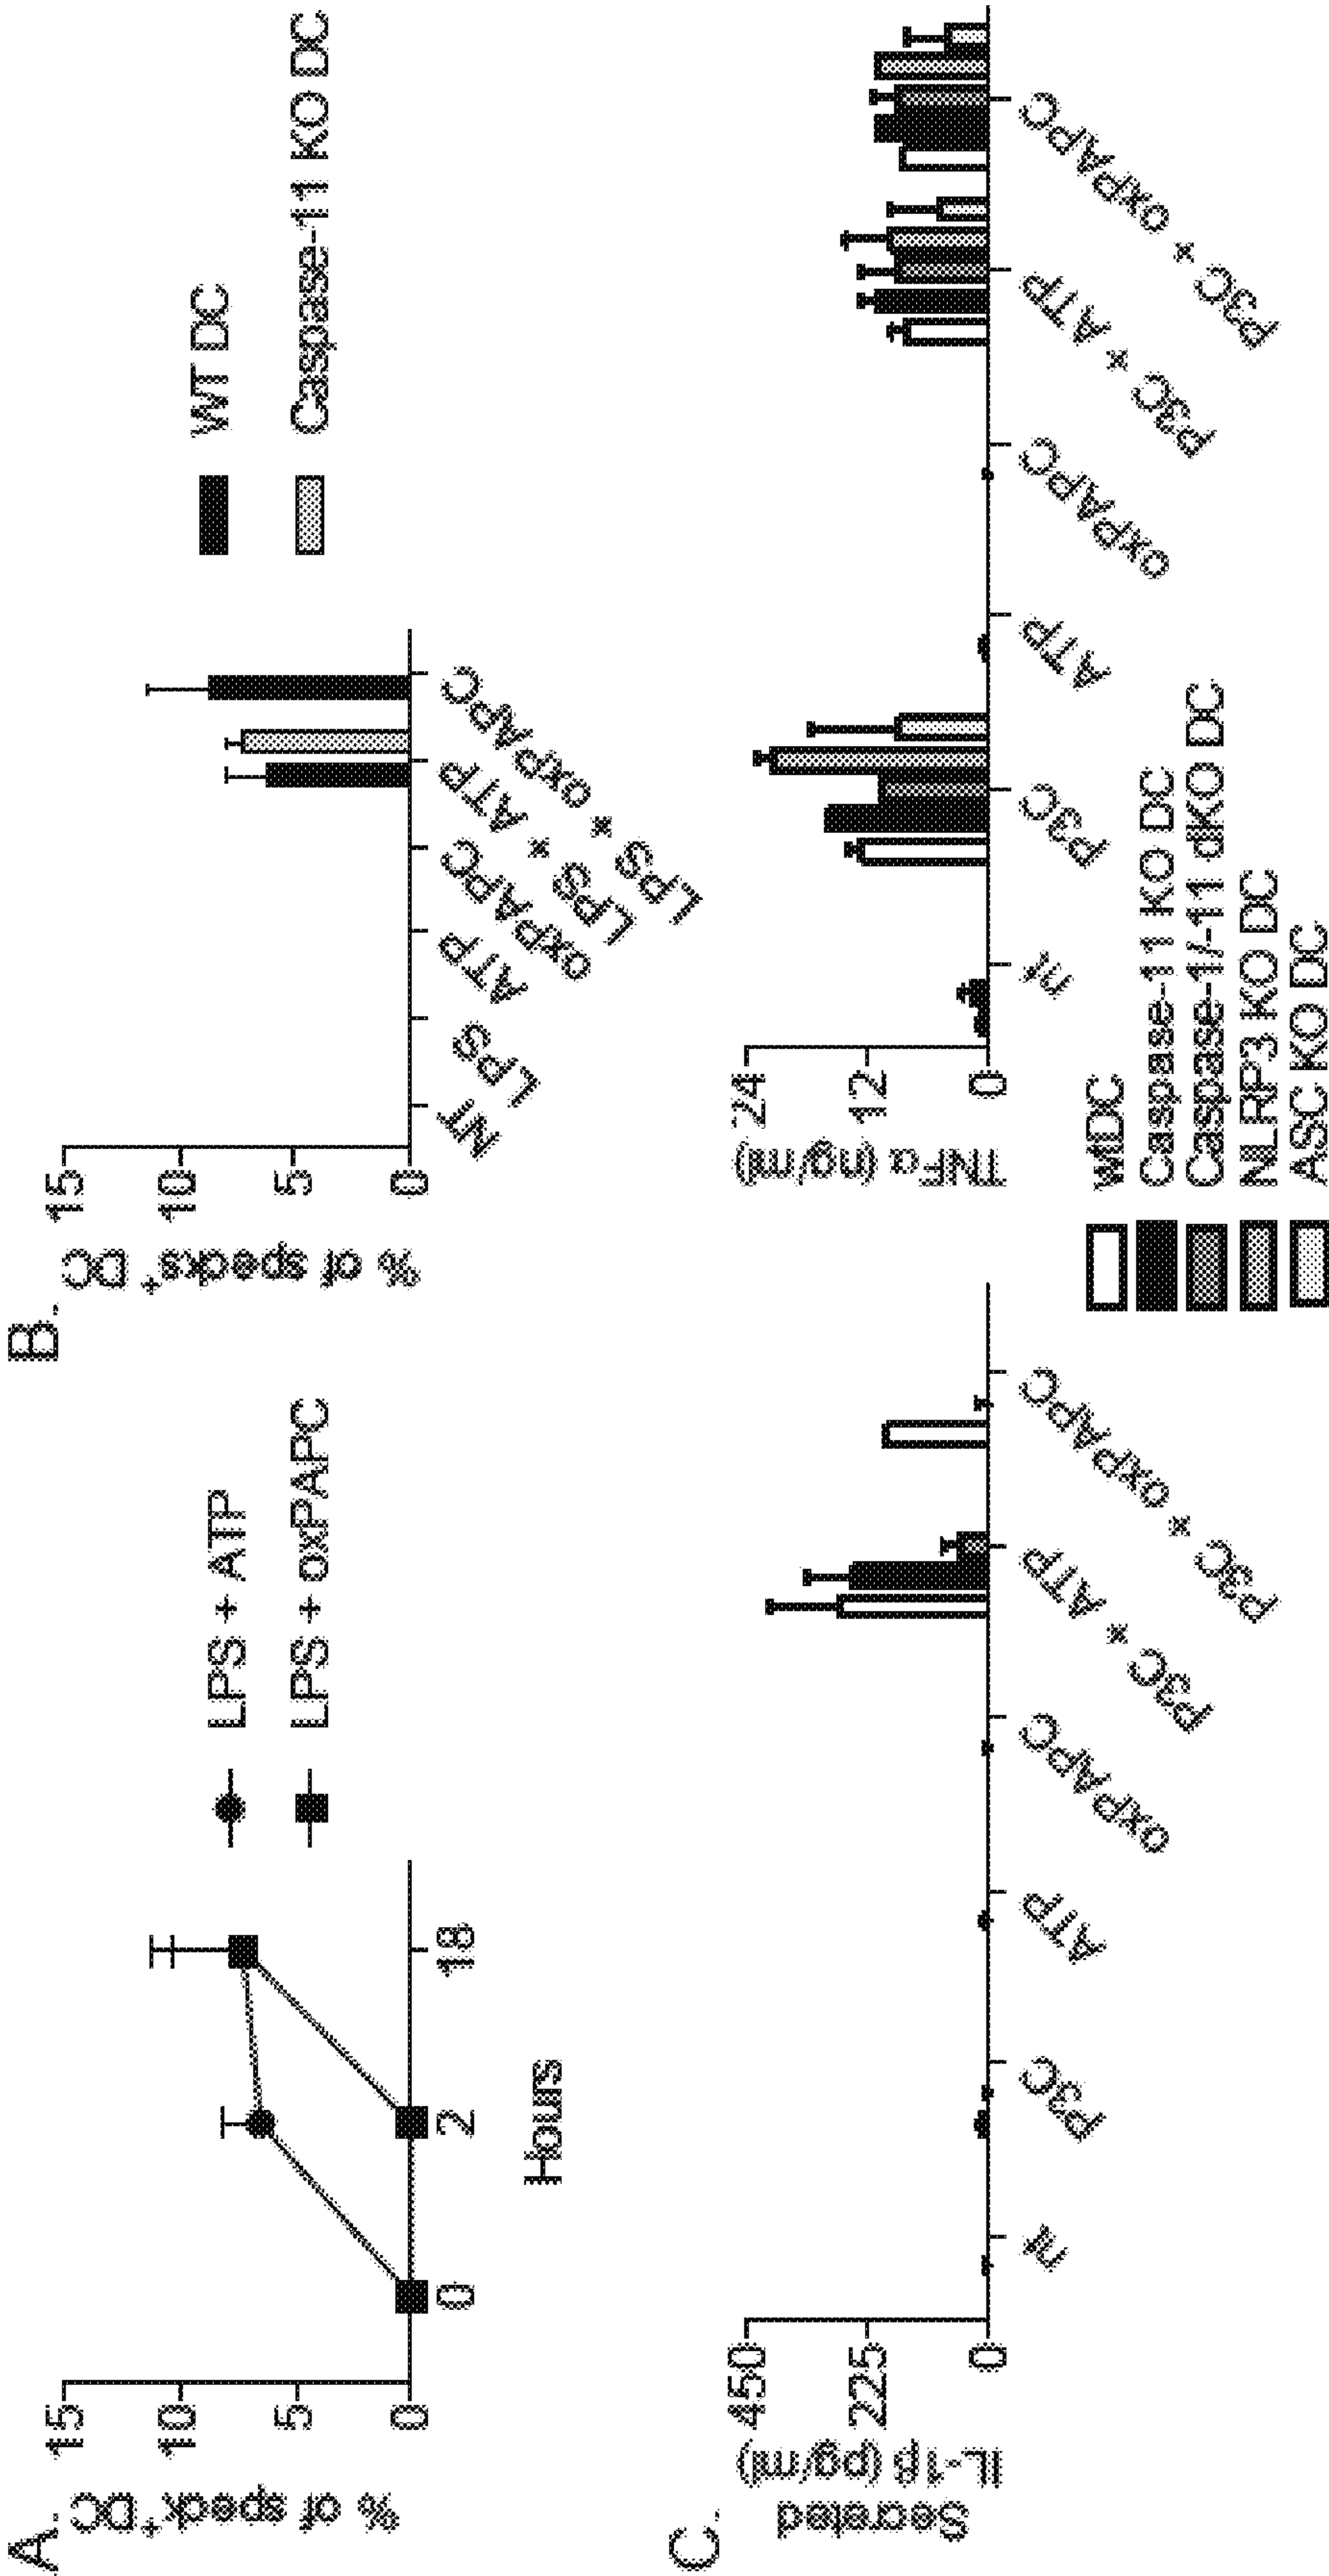 A.
% of speck⁺DC
15
10
5
0
0
2
18
Hours
LPS + ATP
LPS + oxPAPC
B.
% of specks⁺ DC
15
10
5
0
NT
LPS
ATP
oxPAPC
LPS + ATP
LPS + oxPAPC
WT DC
Caspase-11 KO DC
C.
Secreted
IL-1β (pg/ml)
450
225
0
nt
P3C
ATP
oxPAPC
P3C + ATP
P3C + oxPAPC
TNFα (ng/ml)
24
12
0
nt
P3C
ATP
oxPAPC
P3C + ATP
P3C + oxPAPC
wtDC
Caspase-11 KO DC
Caspase-1/-11 dKO DC
NLRP3 KO DC
ASC KO DC